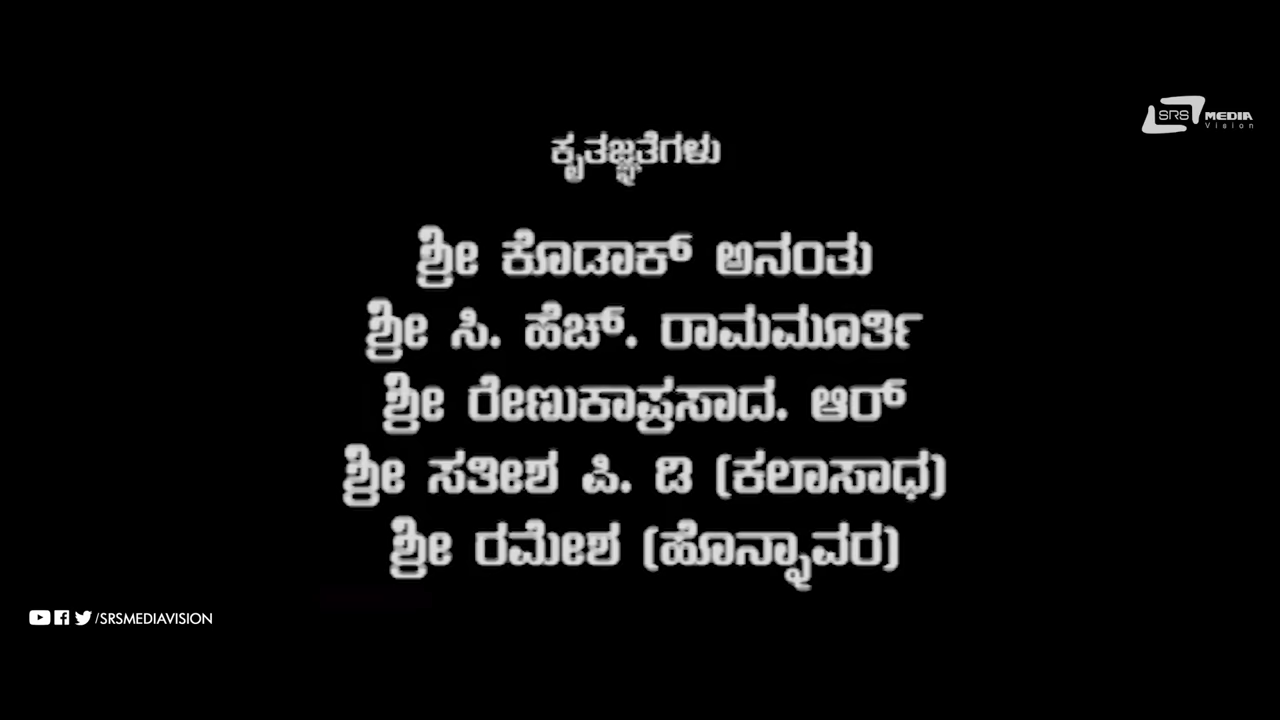 SRS MEDIA
Vision
ಕೃತಜ್ಞತೆಗಳು
ಶ್ರೀ ಕೊಡಾಕ್ ಅನಂತು
ಶ್ರೀ ಸಿ. ಹೆಚ್. ರಾಮಮೂರ್ತಿ
ಶ್ರೀ ರೇಣುಕಾಪ್ರಸಾದ. ಆರ್
ಶ್ರೀ ಸತೀಶ ಪಿ. ಡಿ (ಕಲಾಸಾಧ)
ಶ್ರೀ ರಮೇಶ (ಹೊನ್ನಾವರ)
/SRSMEDIAVISION